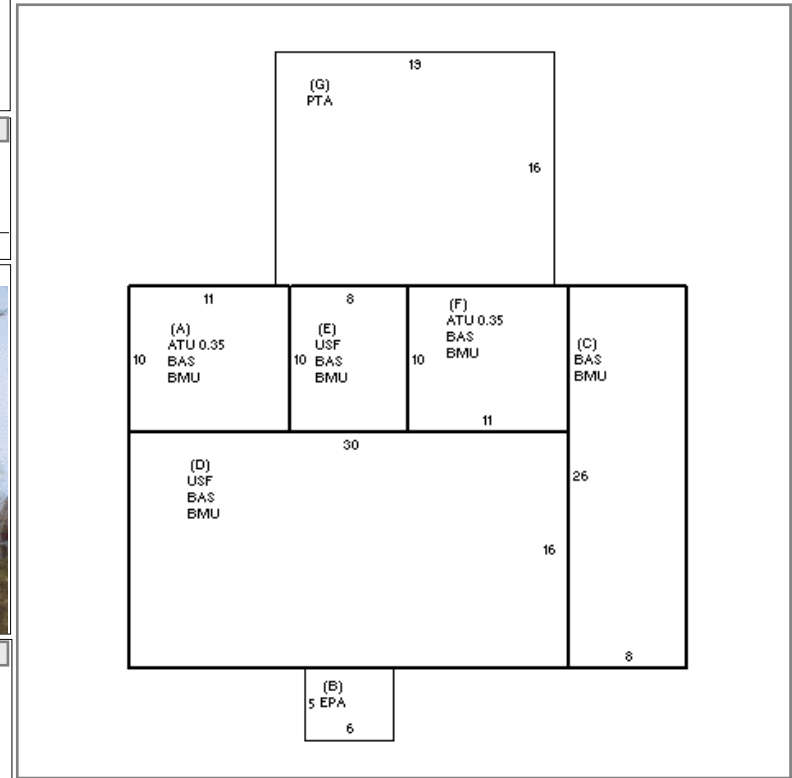 19
(G)
PTA
16
11
(A)
ATU 0.35
BAS
BMU
10
8
(E)
USF
BAS
BMU
10
(F)
ATU 0.35
BAS
BMU
10
11
(C)
BAS
BMU
26
8
30
(D)
USF
BAS
BMU
16
(B)
EPA
5
6